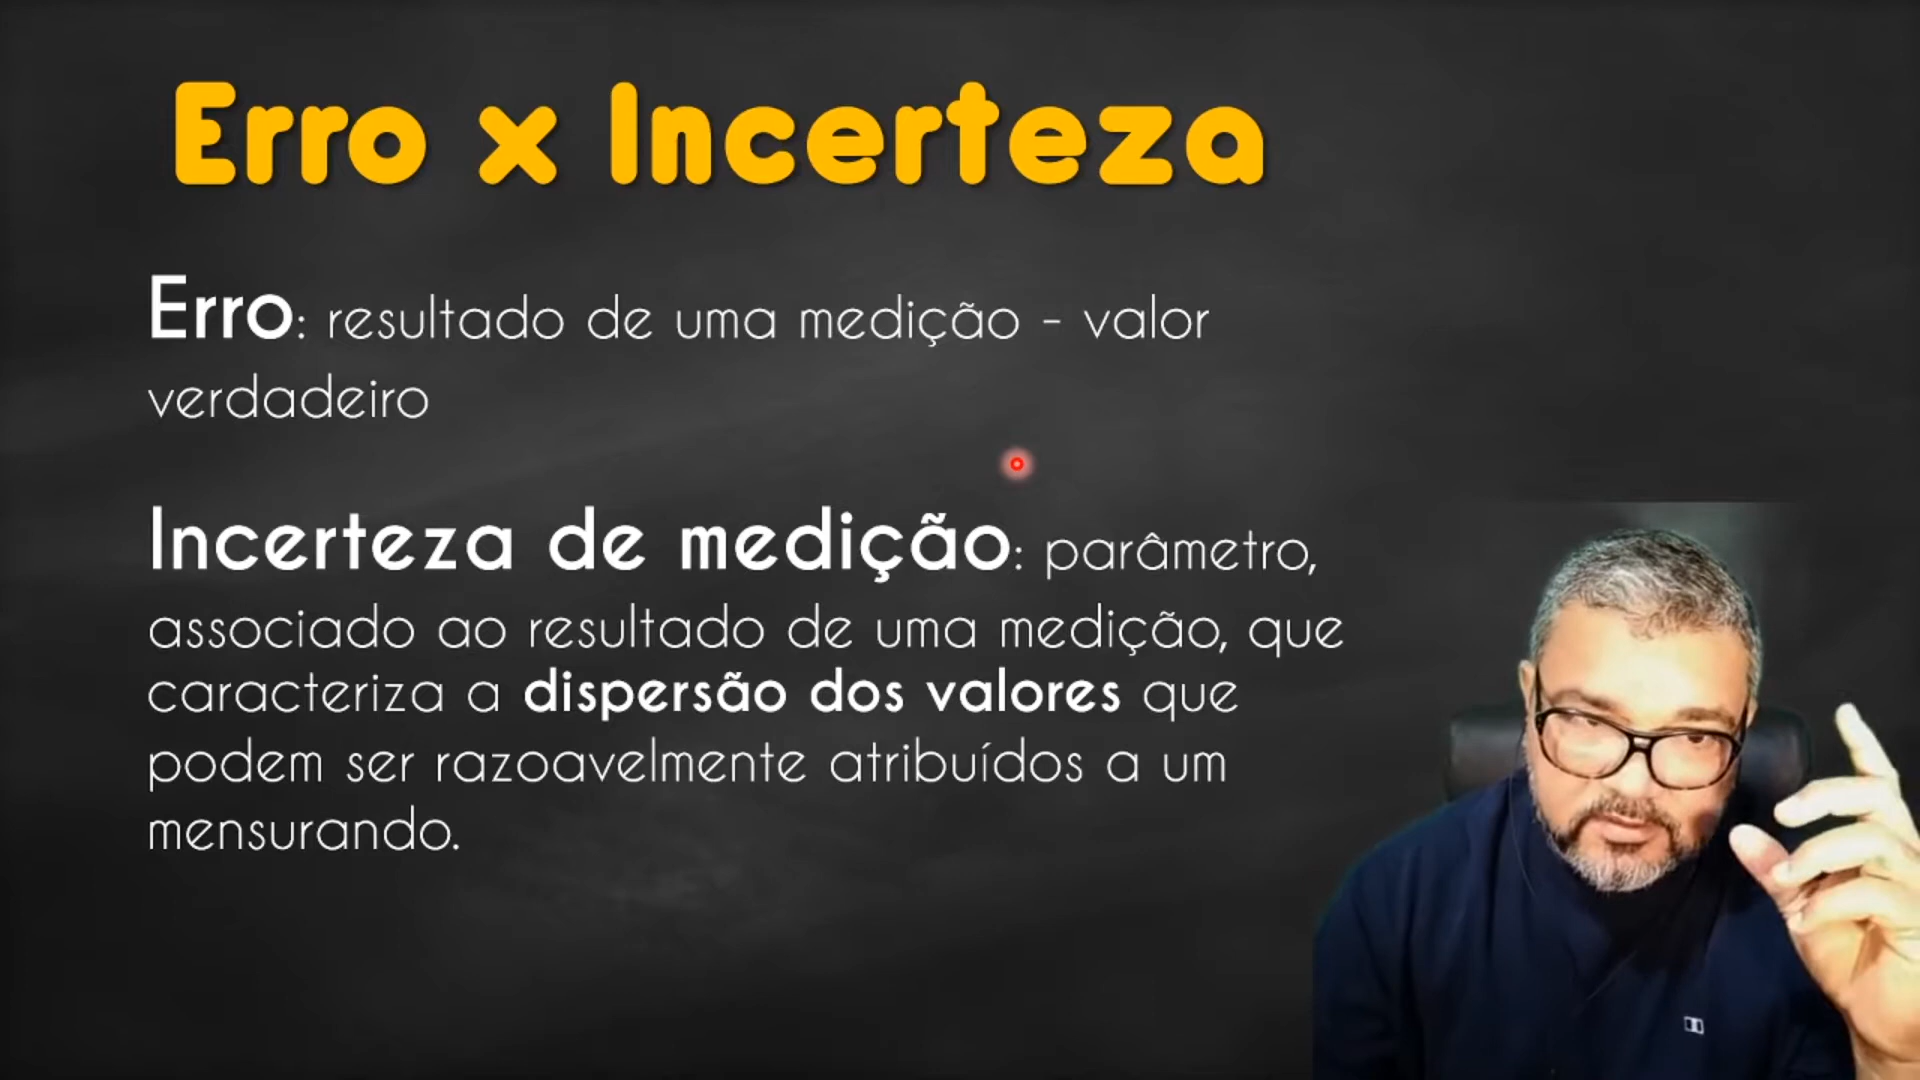 Erro x Incerteza
Erro: resultado de uma medição - valor
verdadeiro
Incerteza de medição: parâmetro,
associado ao resultado de uma medição, que
caracteriza a dispersão dos valores que
podem ser razoavelmente atribuídos a um
mensurando.